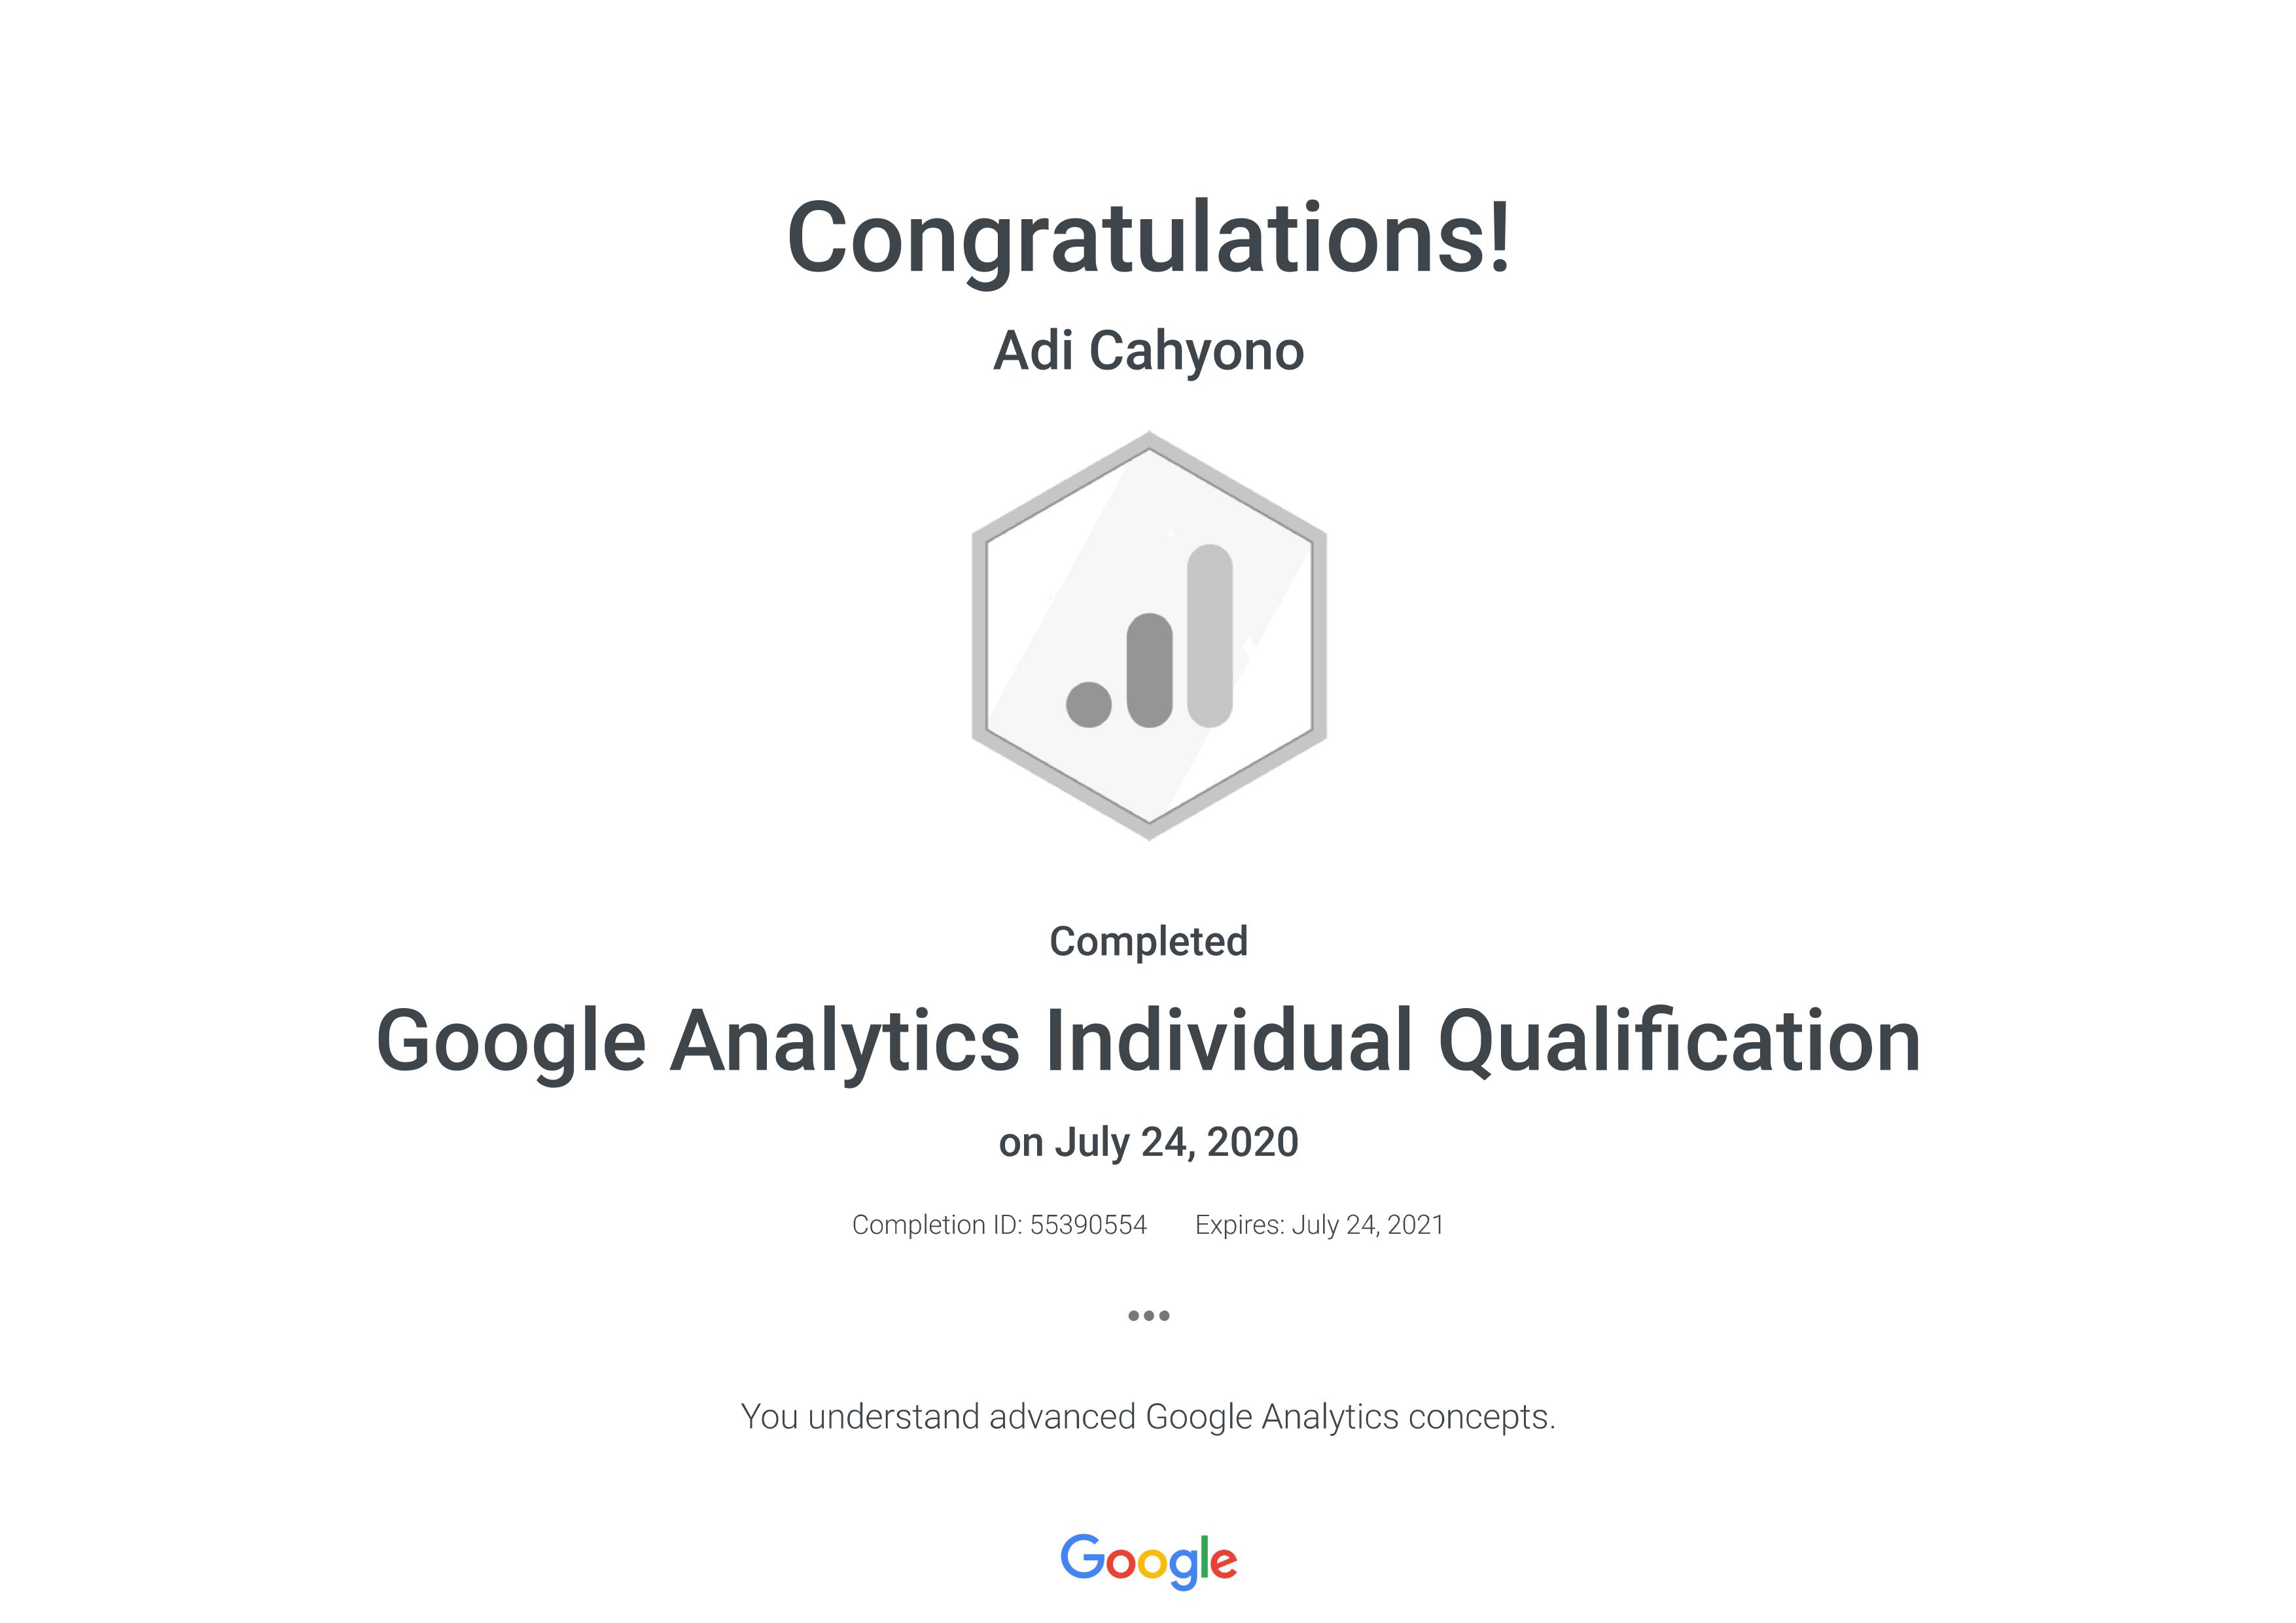 Congratulations!
Adi Cahyono
Completed
Google Analytics Individual Qualification
on July 24, 2020
Completion ID: 55390554 Expires: July 24, 2021
You understand advanced Google Analytics concepts.
Google